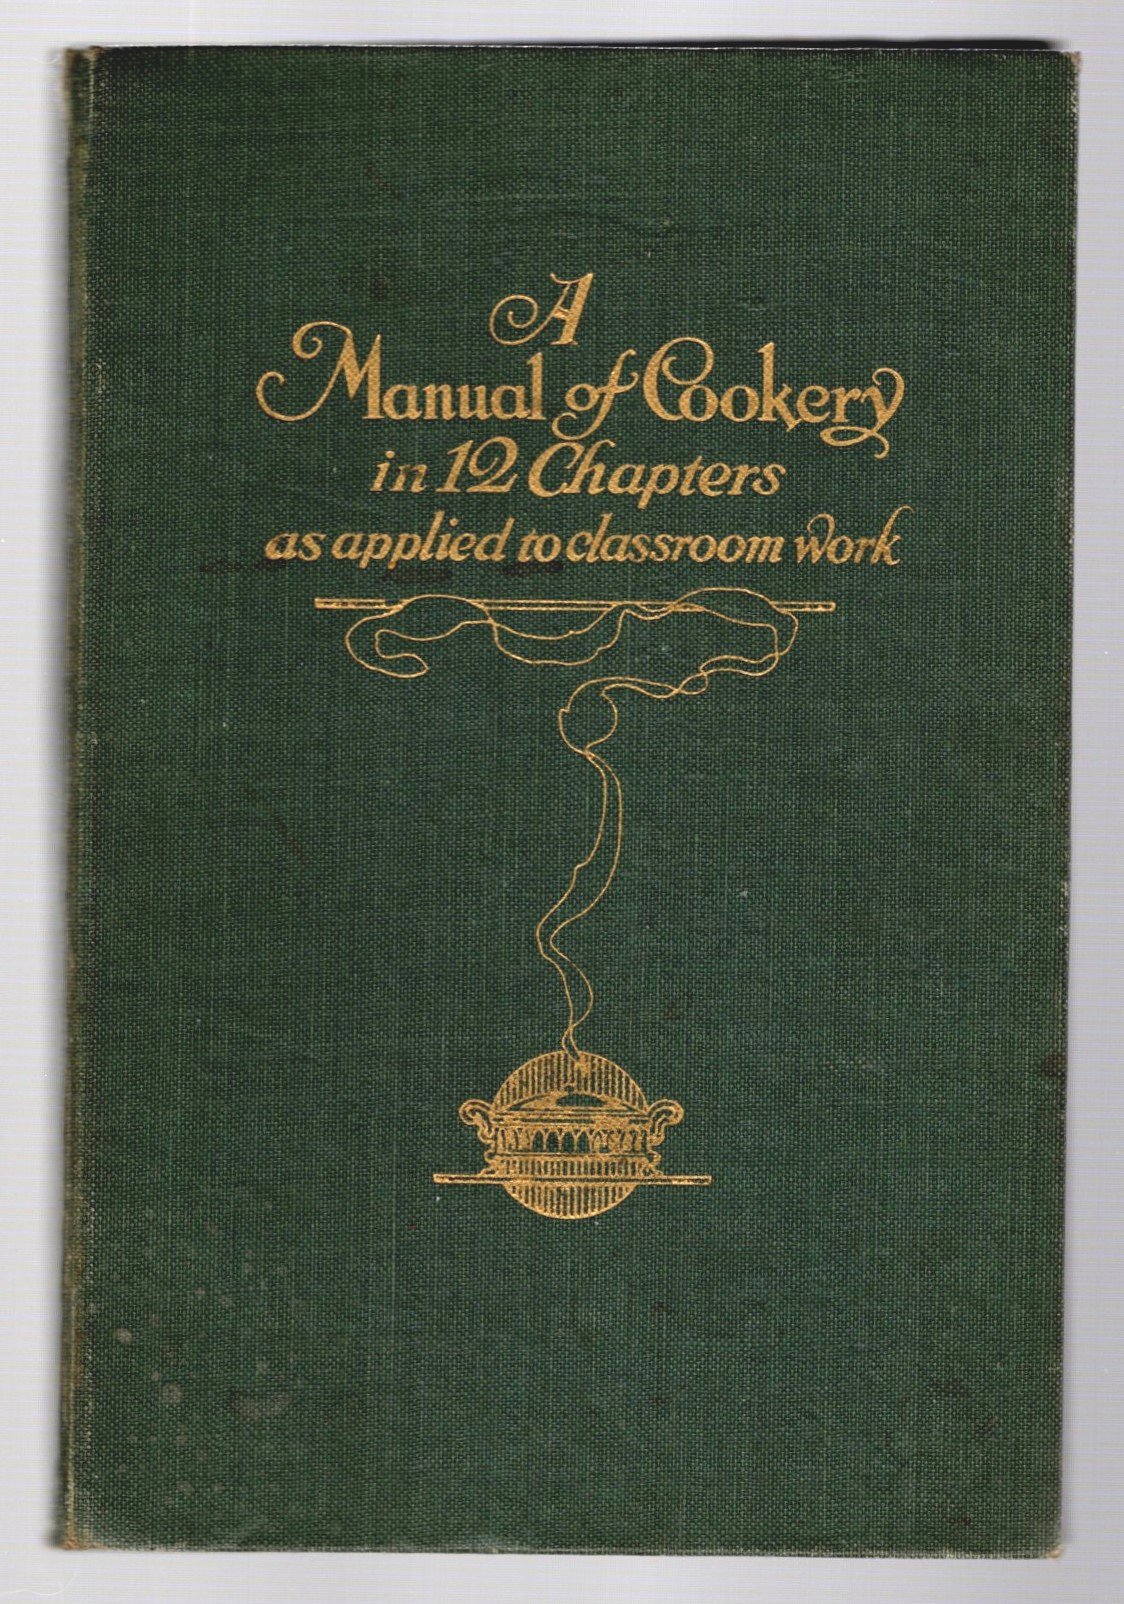 A
Manual of Cookery
in 12 Chapters
as applied to classroom work